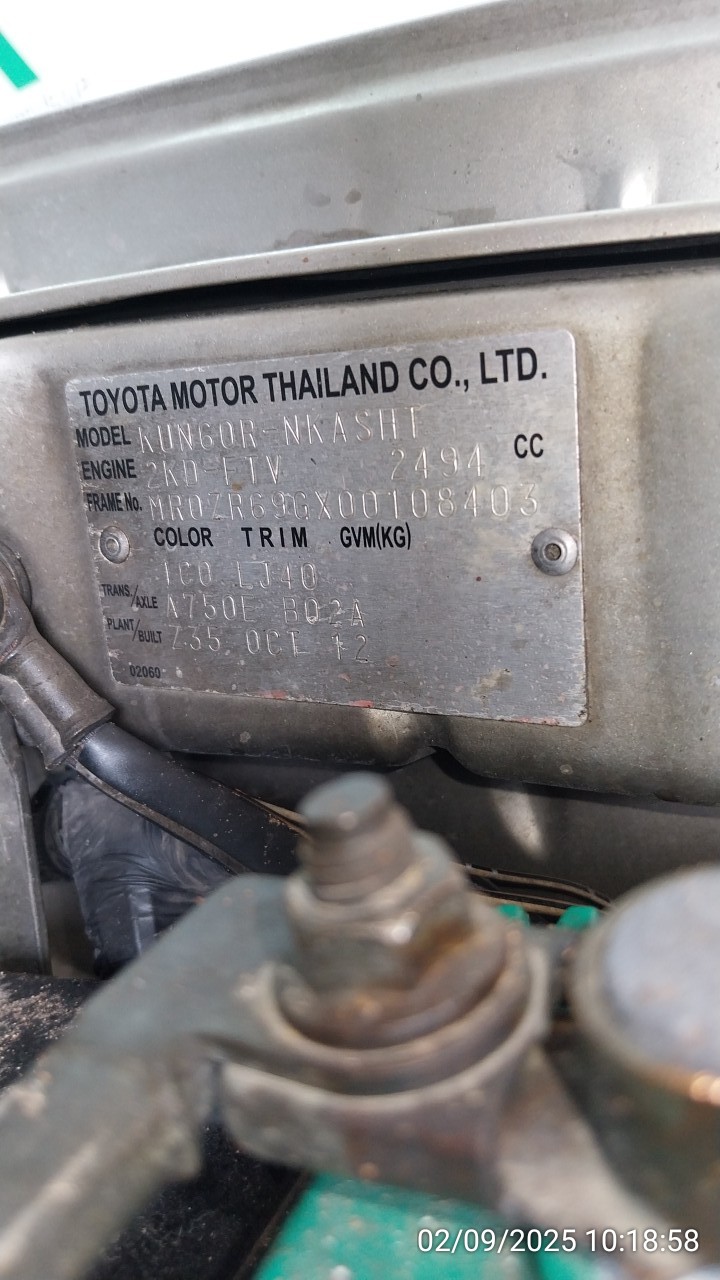 TOYOTA MOTOR THAILAND CO., LTD.
MODEL KUN60R-NKASHT
ENGINE 2KD-FTV 2494 CC
FRAME No. MR0ZR69GX00108403
COLOR TRIM GVM(KG)
1C0 LJ40
TRANS./AXLE A750E B02A
PLANT/BUILT Z35 OCT 12
02060
02/09/2025 10:18:58